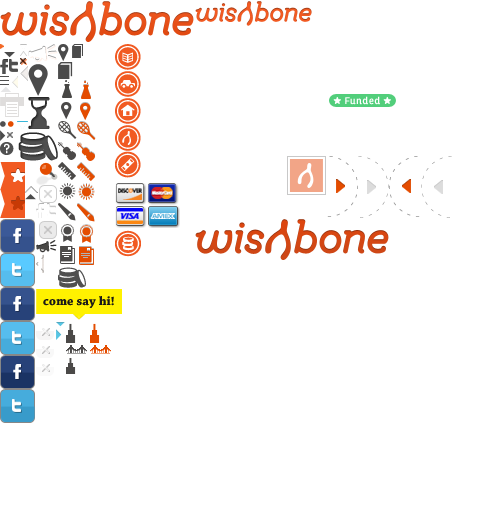 wishbone
wishbone
ft
Funded
DISCOVER
MasterCard
VISA
AMEX
wishbone
f
t
f
come say hi!
t
f
t